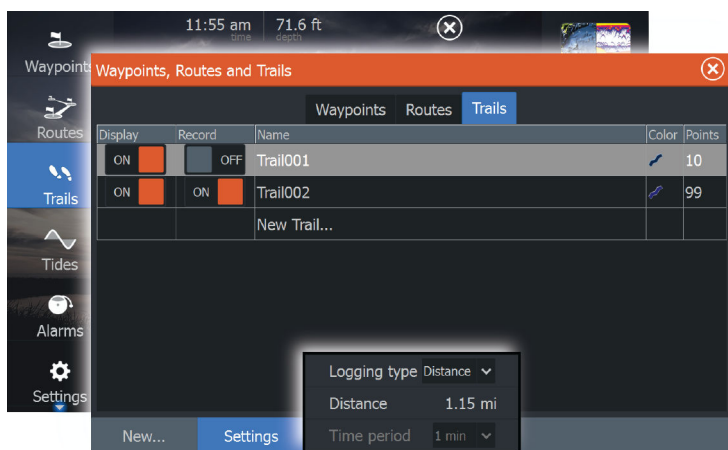 11:55 am 71.6 ft
time depth
Waypoints
Routes
Trails
Tides
Alarms
Settings
Waypoints, Routes and Trails
Waypoints Routes Trails
Display Record Name Color Points
ON OFF Trail001 10
ON ON Trail002 99
New Trail...
Logging type Distance
Distance 1.15 mi
Time period 1 min
New... Settings